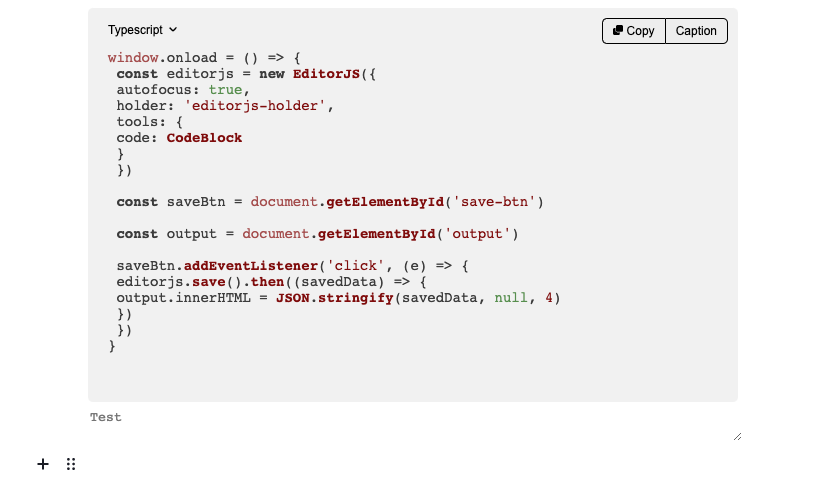 Typescript
Copy
Caption
window.onload = () => {
const editorjs = new EditorJS({
autofocus: true,
holder: 'editorjs-holder',
tools: {
code: CodeBlock
}
})
const saveBtn = document.getElementById('save-btn')
const output = document.getElementById('output')
saveBtn.addEventListener('click', (e) => {
editorjs.save().then((savedData) => {
output.innerHTML = JSON.stringify(savedData, null, 4)
})
})
}
Test